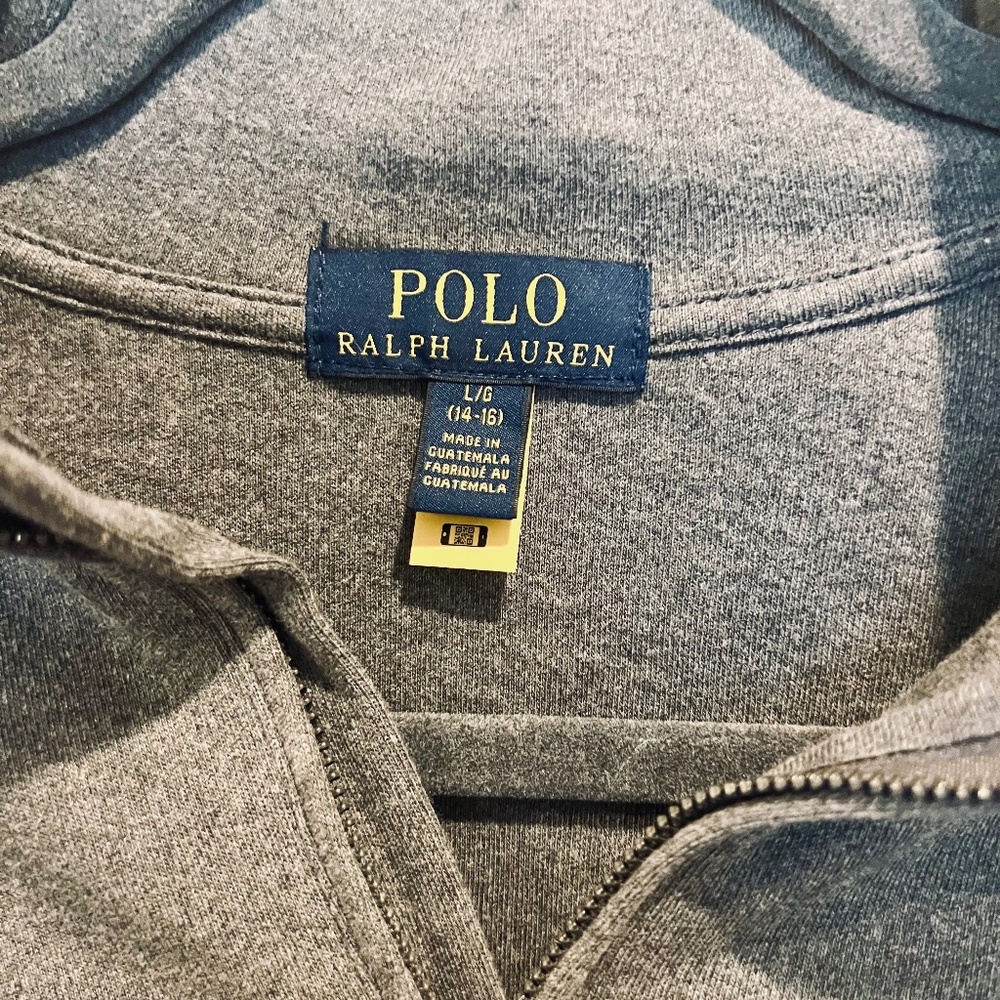 POLO
RALPH LAUREN
L/G
(14-16)
MADE IN
GUATEMALA
FABRIQUÉ AU
GUATEMALA